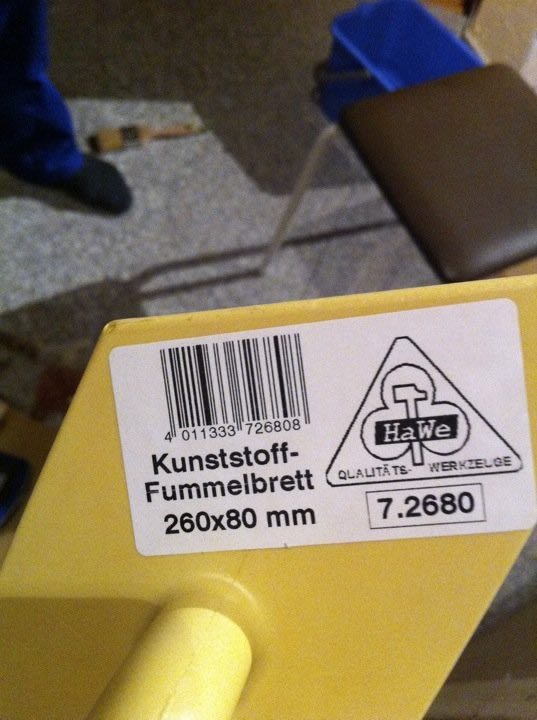 4 011333 726808
Kunststoff-
Fummelbrett
260x80 mm
HaWe
QUALITÄTS- WERKZEUGE
7.2680